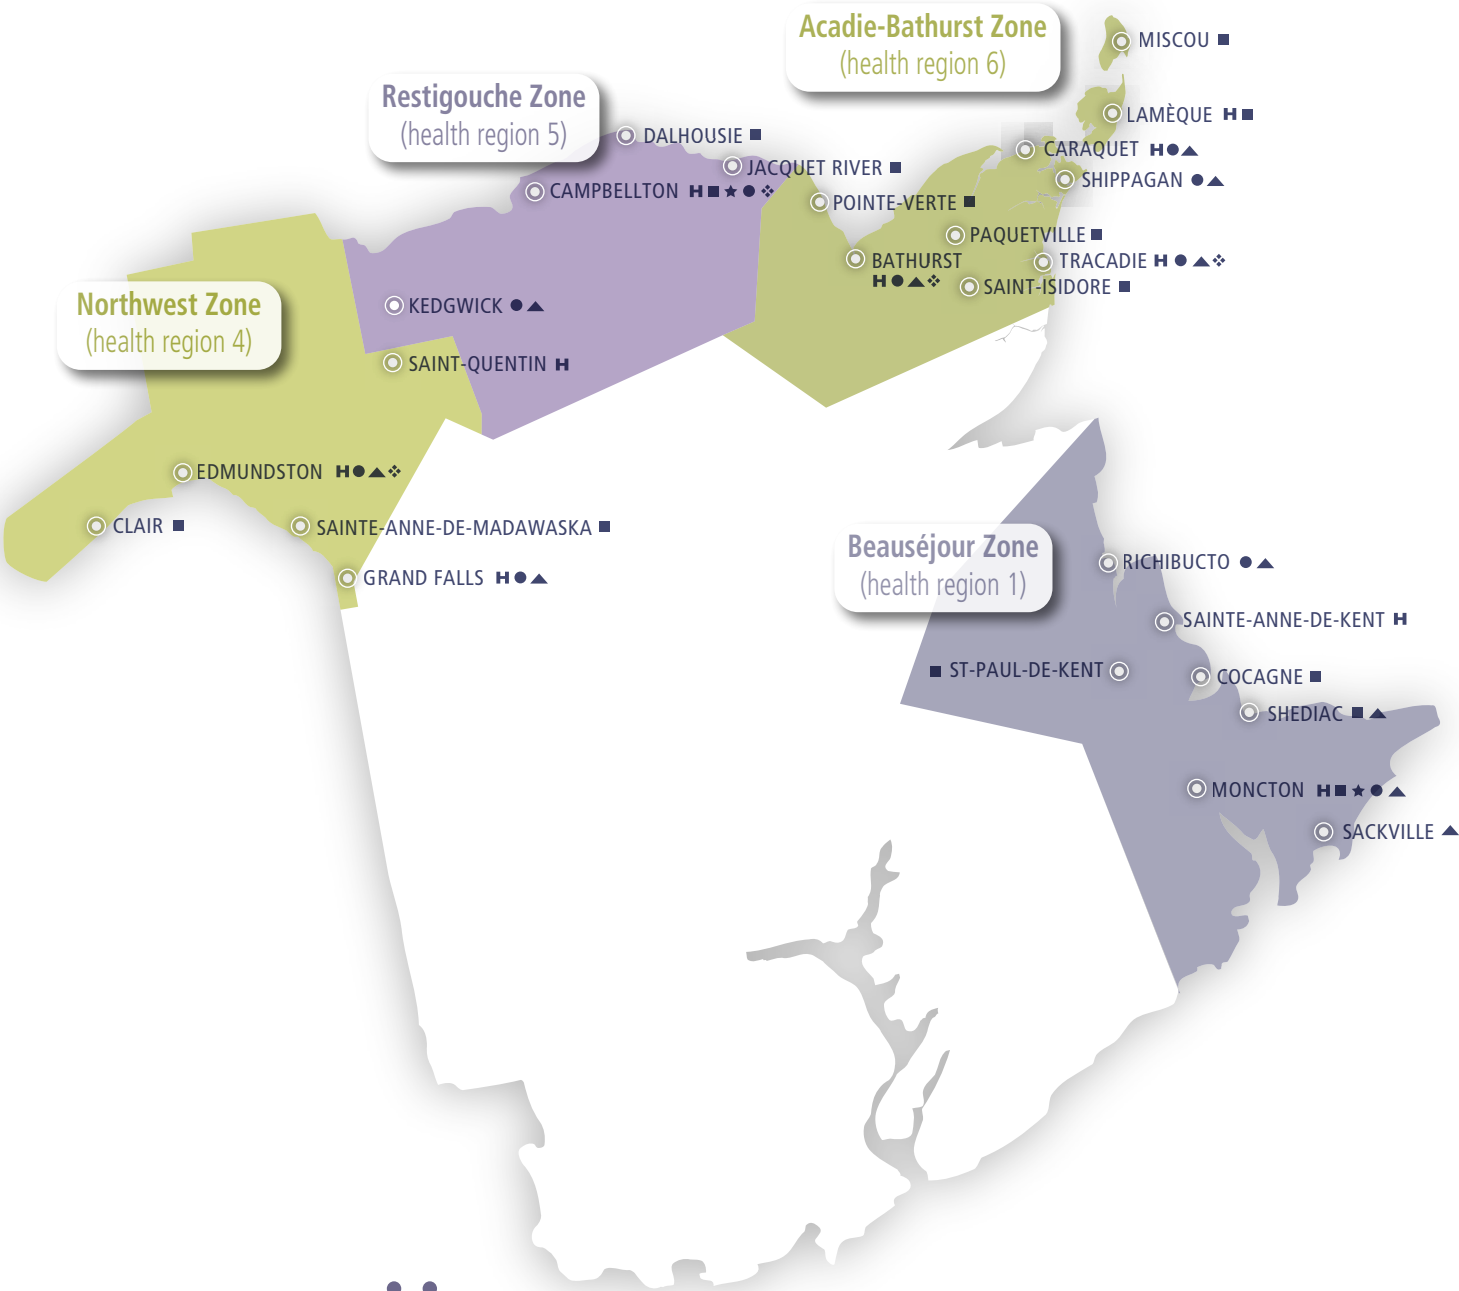 Acadie-Bathurst Zone
(health region 6)
MISCOU
Restigouche Zone
(health region 5)
LAMÈQUE H
DALHOUSIE
CARAQUET H
JACQUET RIVER
SHIPPAGAN
CAMPBELLTON H
POINTE-VERTE
PAQUETVILLE
BATHURST
H
TRACADIE H
SAINT-ISIDORE
Northwest Zone
(health region 4)
KEDGWICK
SAINT-QUENTIN H
EDMUNDSTON H
CLAIR
SAINTE-ANNE-DE-MADAWASKA
GRAND FALLS H
Beauséjour Zone
(health region 1)
RICHIBUCTO
SAINTE-ANNE-DE-KENT H
ST-PAUL-DE-KENT
COCAGNE
SHEDIAC
MONCTON H
SACKVILLE